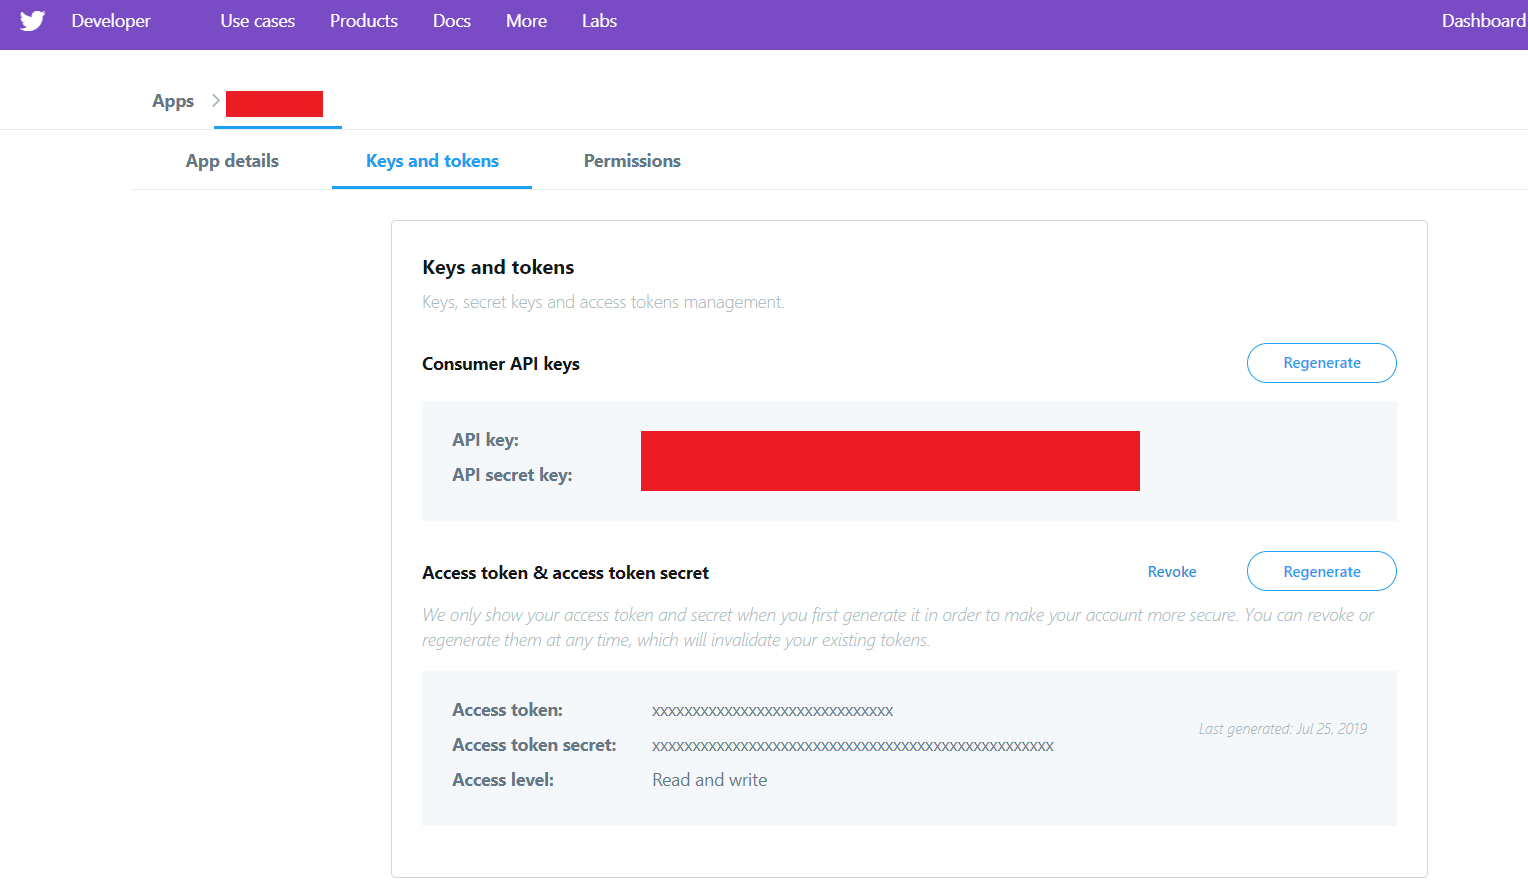 Developer Use cases Products Docs More Labs Dashboard
Apps
App details Keys and tokens Permissions
Keys and tokens
Keys, secret keys and access tokens management.
Consumer API keys Regenerate
API key:
API secret key:
Access token & access token secret Revoke Regenerate
We only show your access token and secret when you first generate it in order to make your account more secure. You can revoke or
regenerate them at any time, which will invalidate your existing tokens.
Access token: xxxxxxxxxxxxxxxxxxxxxxxxxxxxxx
Last generated: Jul 25, 2019
Access token secret: xxxxxxxxxxxxxxxxxxxxxxxxxxxxxxxxxxxxxxxxxxxxxxxxxx
Access level: Read and write